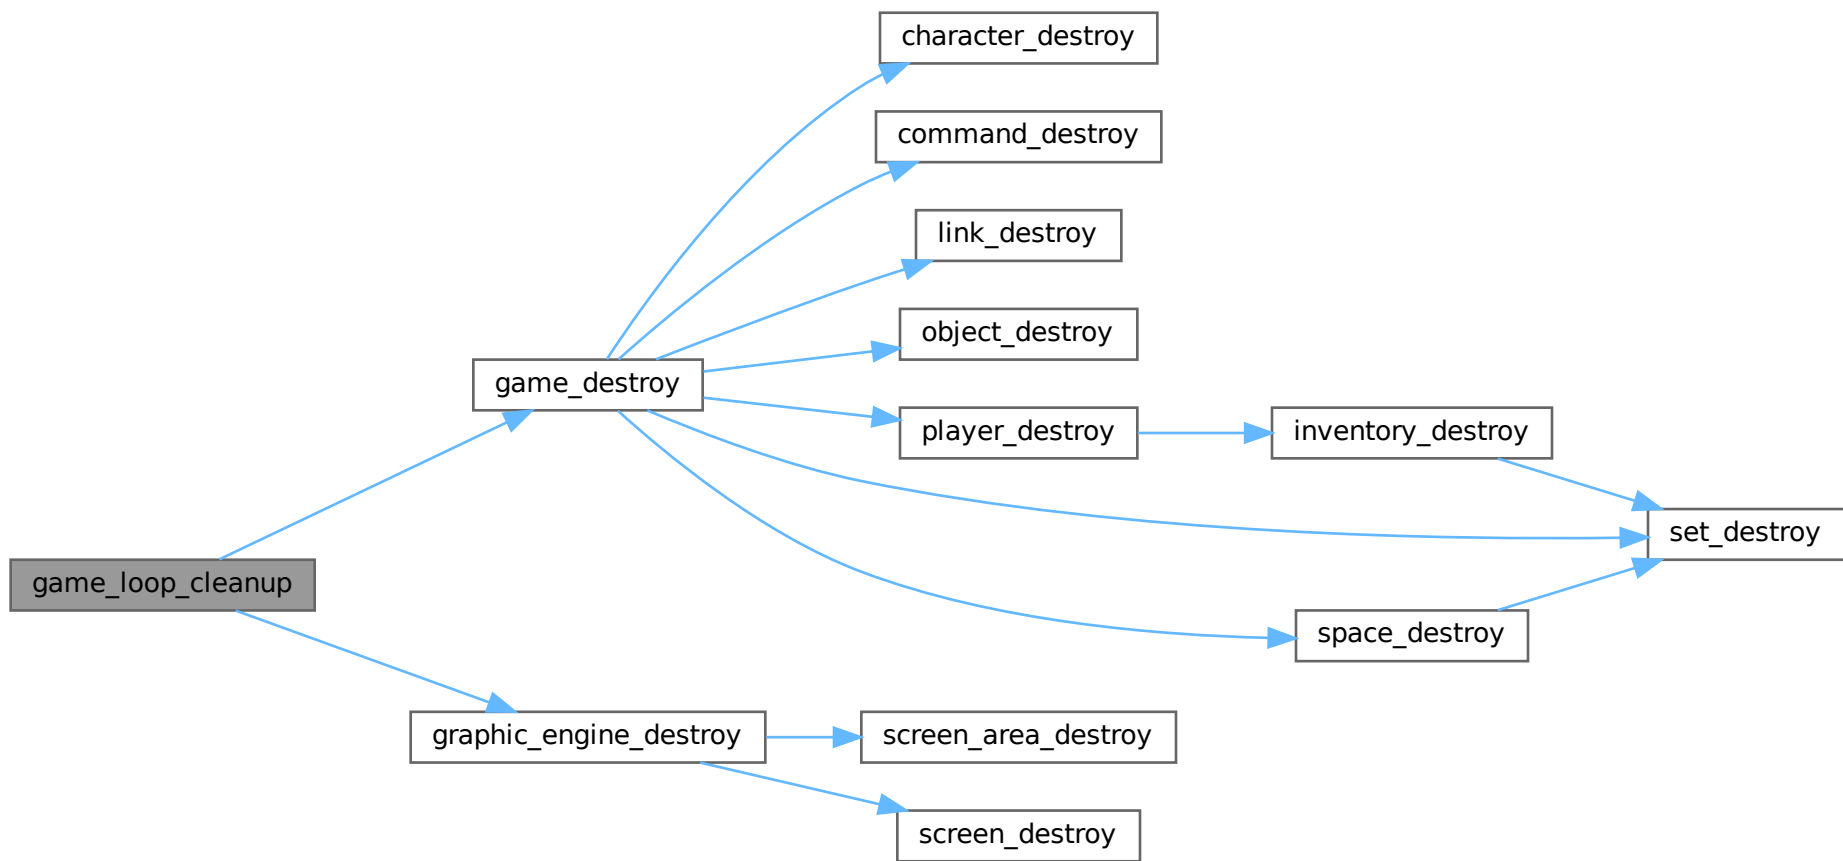 character_destroy
command_destroy
link_destroy
object_destroy
game_destroy
player_destroy
inventory_destroy
set_destroy
game_loop_cleanup
space_destroy
graphic_engine_destroy
screen_area_destroy
screen_destroy